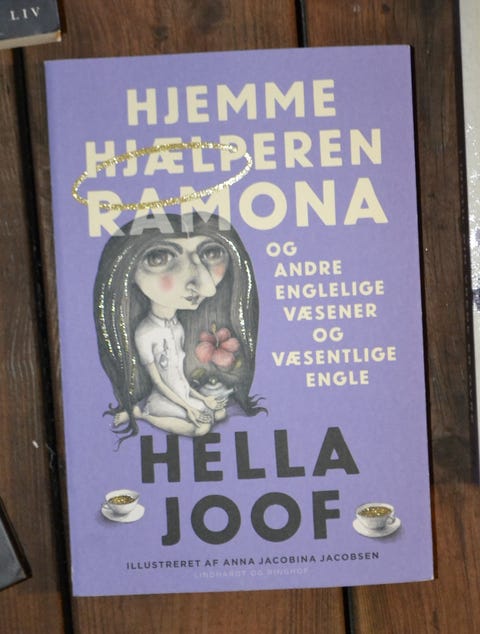 LIV
HJEMME
HJÆLPEREN
RAMONA
OG
ANDRE
ENGLELIGE
VÆSENER
OG
VÆSENTLIGE
ENGLE
HELLA
JOOF
ILLUSTRERET AF ANNA JACOBINA JACOBSEN
LINDHARDT OG RINGHOF